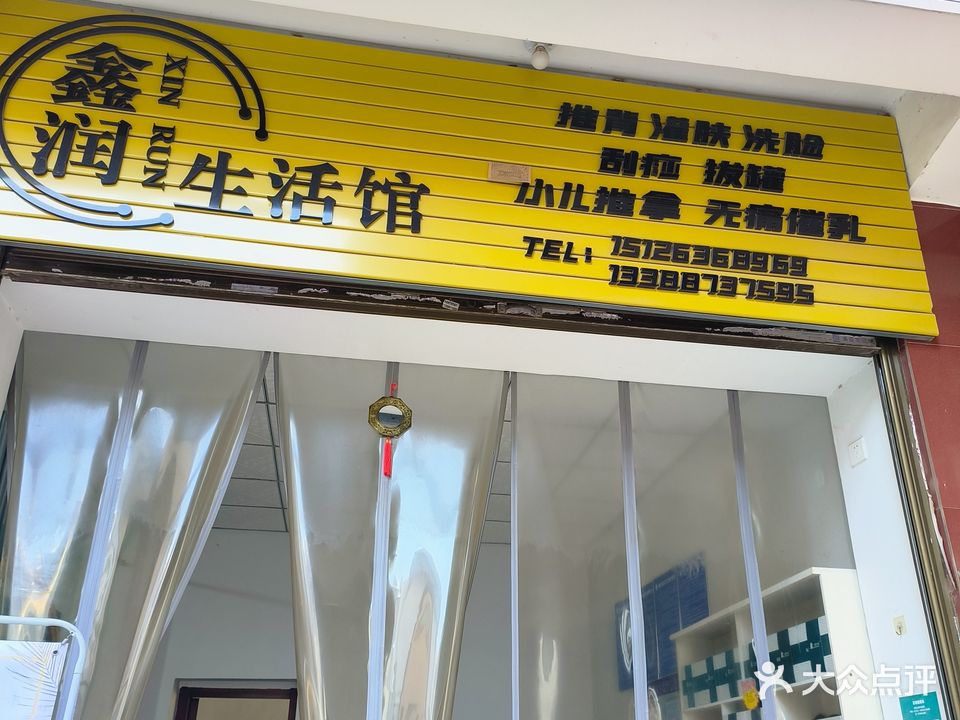 鑫润
XIN RUN
生活馆
推背 灌肤 洗脸
刮痧 拔罐
小儿推拿 无痛催乳
TEL: 15126368969
13388737595
大众点评